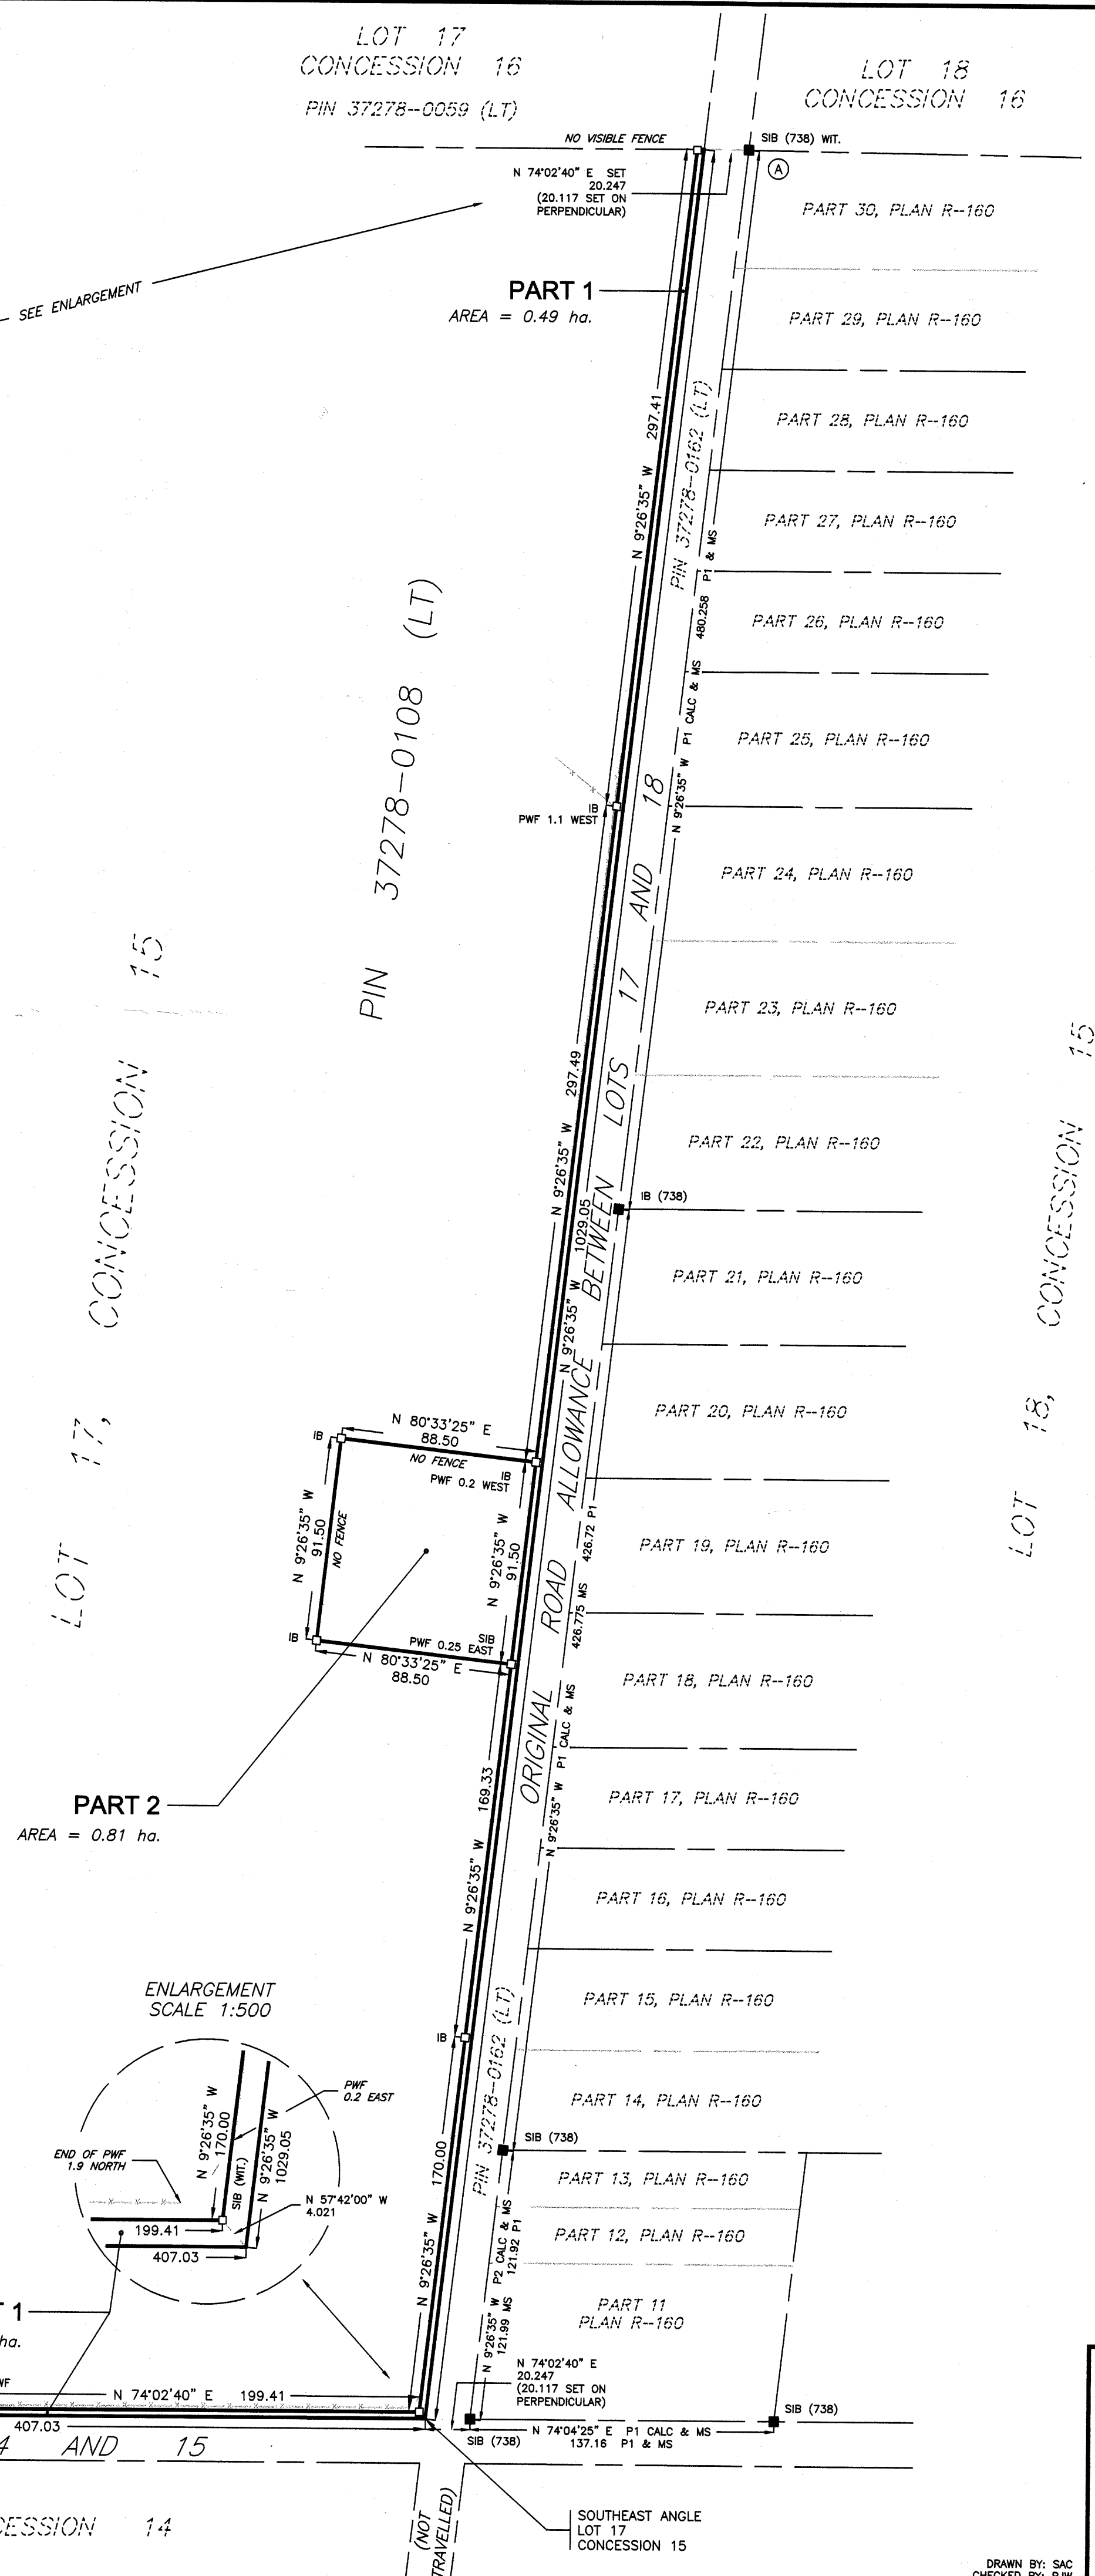 LOT 17
CONCESSION 16
PIN 37278-0059 (LT)
LOT 18
CONCESSION 16
NO VISIBLE FENCE
SIB (738) WIT.
A
N 74°02'40" E SET
20.247
(20.117 SET ON
PERPENDICULAR)
PART 30, PLAN R-160
SEE ENLARGEMENT
PART 1
AREA = 0.49 ha.
PART 29, PLAN R-160
297.41
N 9°26'35" W
PIN 37278-0162 (LT)
PART 28, PLAN R-160
PART 27, PLAN R-160
480.258 P1 & MS
N 9°26'35" W P1 CALC & MS
PART 26, PLAN R-160
PART 25, PLAN R-160
PIN 37278-0108 (LT)
IB
PWF 1.1 WEST
PART 24, PLAN R-160
PART 23, PLAN R-160
LOT 17, CONCESSION 15
LOT 18, CONCESSION 15
ORIGINAL ROAD ALLOWANCE BETWEEN LOTS 17 AND 18
297.49
N 9°26'35" W
PART 22, PLAN R-160
IB (738)
1029.05
N 9°26'35" W
PART 21, PLAN R-160
PART 20, PLAN R-160
N 80°33'25" E
88.50
NO FENCE
IB
IB
PWF 0.2 WEST
N 9°26'35" W
91.50
NO FENCE
N 9°26'35" W
91.50
426.72 P1
426.775 MS
N 9°26'35" W P1 CALC & MS
PART 19, PLAN R-160
IB
SIB
PWF 0.25 EAST
N 80°33'25" E
88.50
PART 18, PLAN R-160
PART 2
AREA = 0.81 ha.
169.33
N 9°26'35" W
PART 17, PLAN R-160
PART 16, PLAN R-160
PART 15, PLAN R-160
IB
PIN 37278-0162 (LT)
PART 14, PLAN R-160
SIB (738)
ENLARGEMENT
SCALE 1:500
PWF
0.2 EAST
N 9°26'35" W
170.00
SIB (WIT.)
N 9°26'35" W
1029.05
END OF PWF
1.9 NORTH
N 57°42'00" W
4.021
199.41
407.03
170.00
N 9°26'35" W
PART 13, PLAN R-160
PART 12, PLAN R-160
PART 11
PLAN R-160
N 9°26'35" W P2 CALC & MS
121.92 P1
121.99 MS
1
ha.
WF
N 74°02'40" E 199.41
407.03
N 74°02'40" E
20.247
(20.117 SET ON
PERPENDICULAR)
SIB (738)
SIB (738)
N 74°04'25" E P1 CALC & MS
137.16 P1 & MS
4 AND 15
CESSION 14
(NOT
TRAVELLED)
SOUTHEAST ANGLE
LOT 17
CONCESSION 15
DRAWN BY: SAC
CHECKED BY: RJW